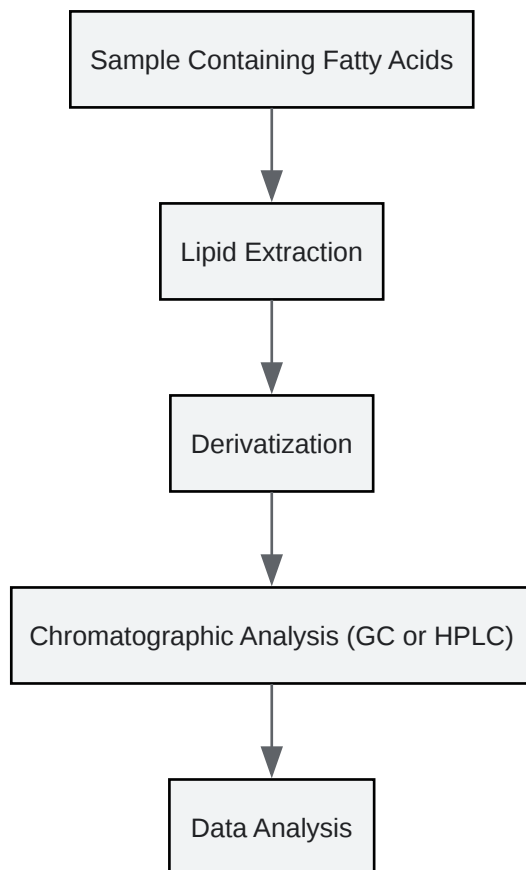 Sample Containing Fatty Acids
Lipid Extraction
Derivatization
Chromatographic Analysis (GC or HPLC)
Data Analysis